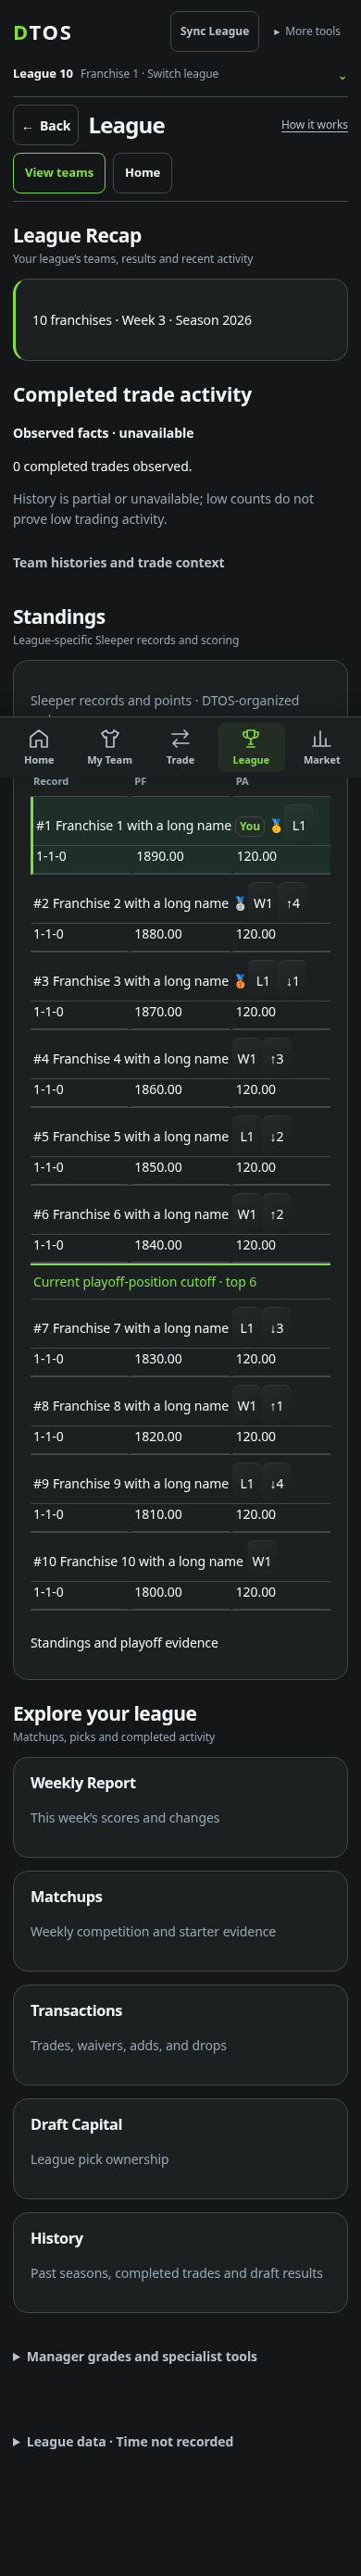 DTOS
Sync League
▸ More tools
League 10 Franchise 1 · Switch league
← Back
League
How it works
View teams
Home
League Recap
Your league’s teams, results and recent activity
10 franchises · Week 3 · Season 2026
Completed trade activity
Observed facts · unavailable
0 completed trades observed.
History is partial or unavailable; low counts do not
prove low trading activity.
Team histories and trade context
Standings
League-specific Sleeper records and scoring
Sleeper records and points · DTOS-organized
Home
My Team
Trade
League
Market
Record PF PA
#1 Franchise 1 with a long name You 🥇 L1
1-1-0 1890.00 120.00
#2 Franchise 2 with a long name 🥈 W1 ↑4
1-1-0 1880.00 120.00
#3 Franchise 3 with a long name 🥉 L1 ↓1
1-1-0 1870.00 120.00
#4 Franchise 4 with a long name W1 ↑3
1-1-0 1860.00 120.00
#5 Franchise 5 with a long name L1 ↓2
1-1-0 1850.00 120.00
#6 Franchise 6 with a long name W1 ↑2
1-1-0 1840.00 120.00
Current playoff-position cutoff · top 6
#7 Franchise 7 with a long name L1 ↓3
1-1-0 1830.00 120.00
#8 Franchise 8 with a long name W1 ↑1
1-1-0 1820.00 120.00
#9 Franchise 9 with a long name L1 ↓4
1-1-0 1810.00 120.00
#10 Franchise 10 with a long name W1
1-1-0 1800.00 120.00
Standings and playoff evidence
Explore your league
Matchups, picks and completed activity
Weekly Report
This week’s scores and changes
Matchups
Weekly competition and starter evidence
Transactions
Trades, waivers, adds, and drops
Draft Capital
League pick ownership
History
Past seasons, completed trades and draft results
▶ Manager grades and specialist tools
▶ League data · Time not recorded